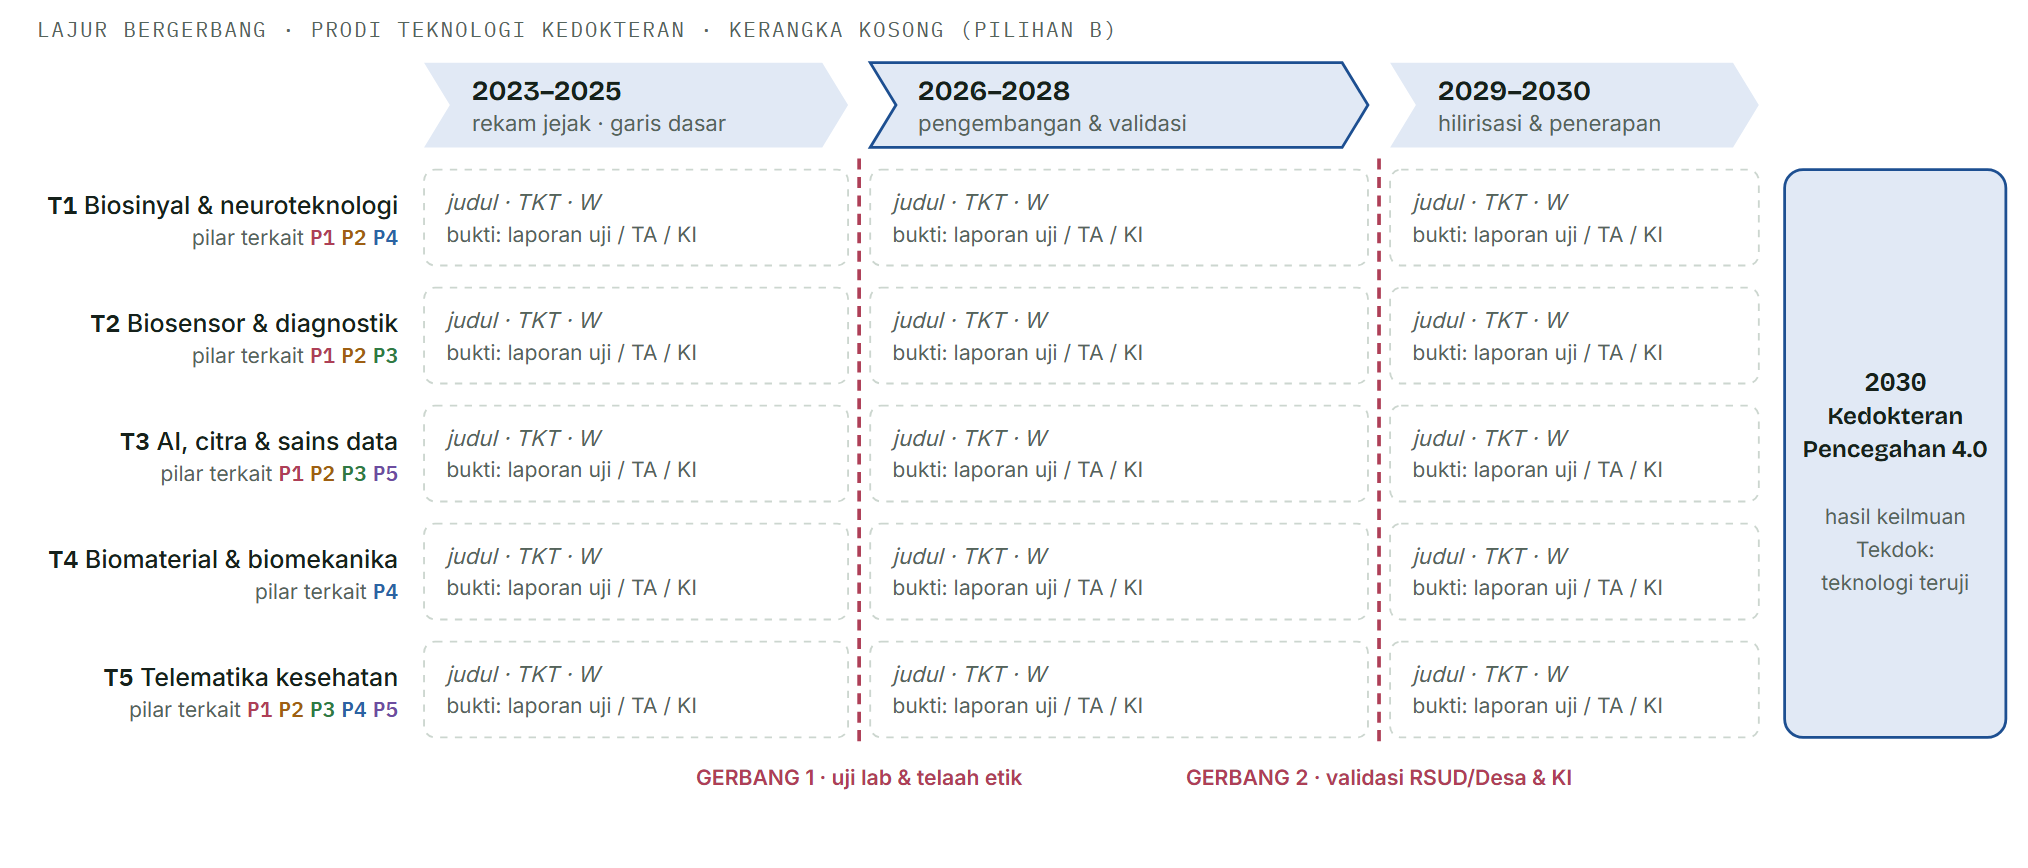 LAJUR BERGERBANG · PRODI TEKNOLOGI KEDOKTERAN · KERANGKA KOSONG (PILIHAN B)
2023–2025
rekam jejak · garis dasar
2026–2028
pengembangan & validasi
2029–2030
hilirisasi & penerapan
T1 Biosinyal & neuroteknologi
pilar terkait P1 P2 P4
judul · TKT · W
bukti: laporan uji / TA / KI
judul · TKT · W
bukti: laporan uji / TA / KI
judul · TKT · W
bukti: laporan uji / TA / KI
T2 Biosensor & diagnostik
pilar terkait P1 P2 P3
judul · TKT · W
bukti: laporan uji / TA / KI
judul · TKT · W
bukti: laporan uji / TA / KI
judul · TKT · W
bukti: laporan uji / TA / KI
T3 AI, citra & sains data
pilar terkait P1 P2 P3 P5
judul · TKT · W
bukti: laporan uji / TA / KI
judul · TKT · W
bukti: laporan uji / TA / KI
judul · TKT · W
bukti: laporan uji / TA / KI
T4 Biomaterial & biomekanika
pilar terkait P4
judul · TKT · W
bukti: laporan uji / TA / KI
judul · TKT · W
bukti: laporan uji / TA / KI
judul · TKT · W
bukti: laporan uji / TA / KI
T5 Telematika kesehatan
pilar terkait P1 P2 P3 P4 P5
judul · TKT · W
bukti: laporan uji / TA / KI
judul · TKT · W
bukti: laporan uji / TA / KI
judul · TKT · W
bukti: laporan uji / TA / KI
2030
Kedokteran
Pencegahan 4.0
hasil keilmuan
Tekdok:
teknologi teruji
GERBANG 1 · uji lab & telaah etik
GERBANG 2 · validasi RSUD/Desa & KI